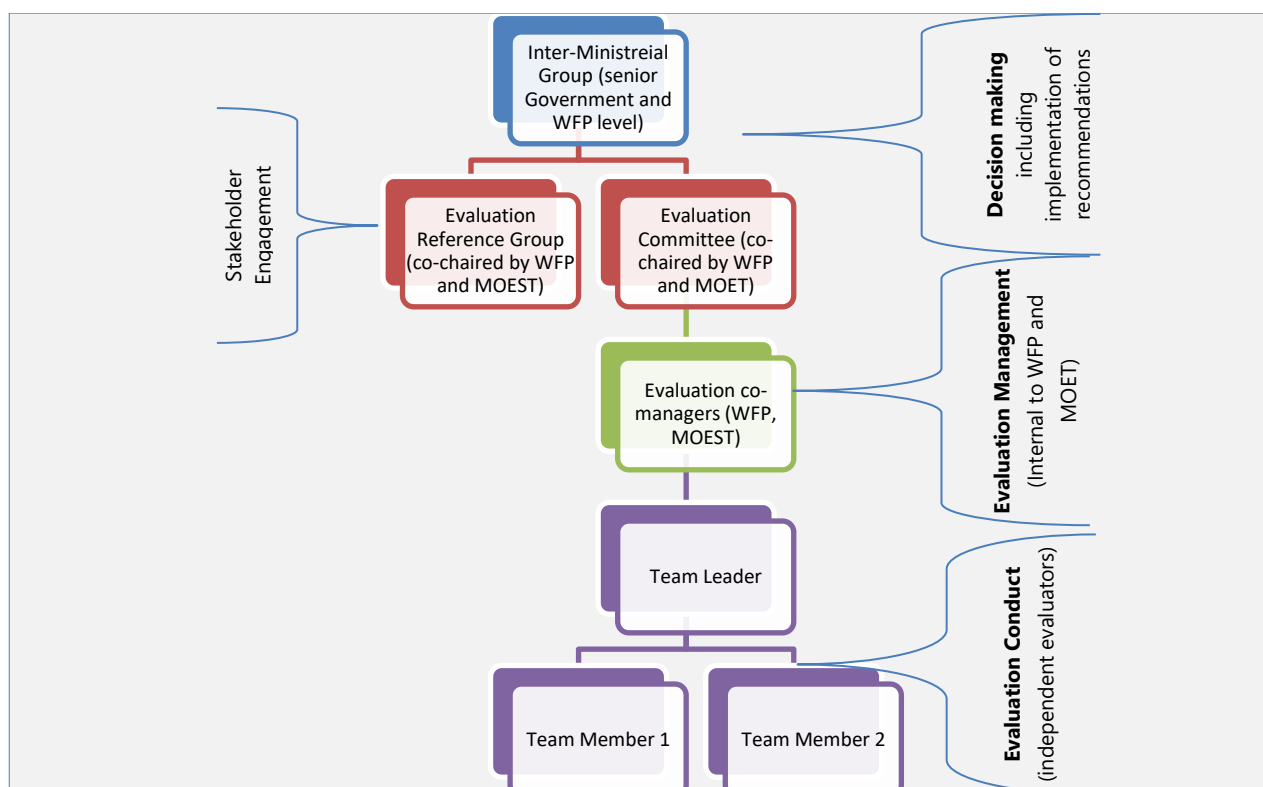 Inter-Ministreial
Group (senior
Government and
WFP level)
Decision making
including
implementation of
recommendations
Stakeholder
Engagement
Evaluation
Reference Group
(co-chaired by WFP
and MOEST)
Evaluation
Committee (co-
chaired by WFP
and MOET)
Evaluation Management
(Internal to WFP and
MOET)
Evaluation co-
managers (WFP,
MOEST)
Team Leader
Evaluation Conduct
(independent evaluators)
Team Member 1
Team Member 2